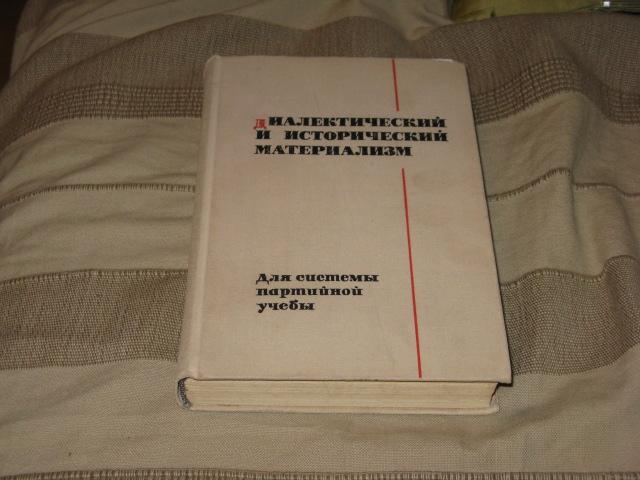 ДИАЛЕКТИЧЕСКИЙ
И ИСТОРИЧЕСКИЙ
МАТЕРИАЛИЗМ
Для системы
партийной
учебы